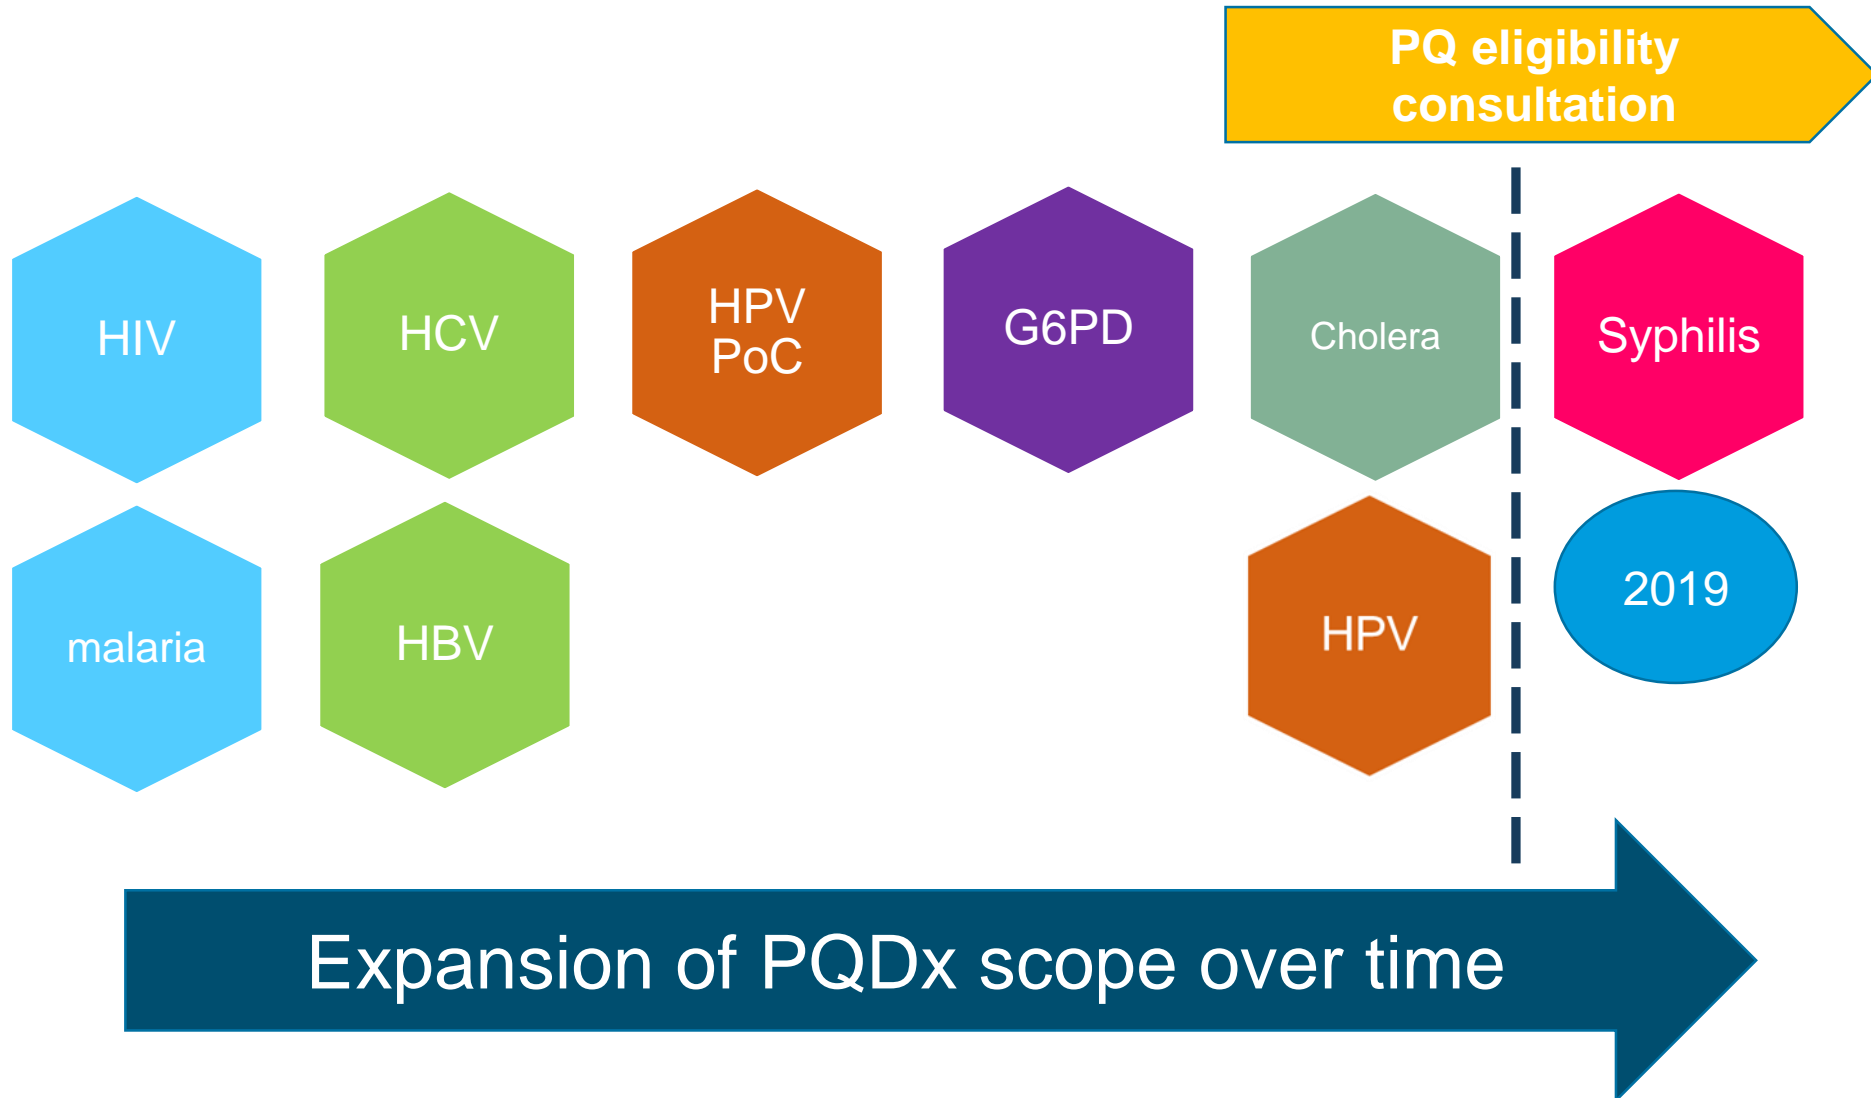 PQ eligibility
consultation
HIV
HCV
HPV
PoC
G6PD
Cholera
Syphilis
malaria
HBV
HPV
2019
Expansion of PQDx scope over time